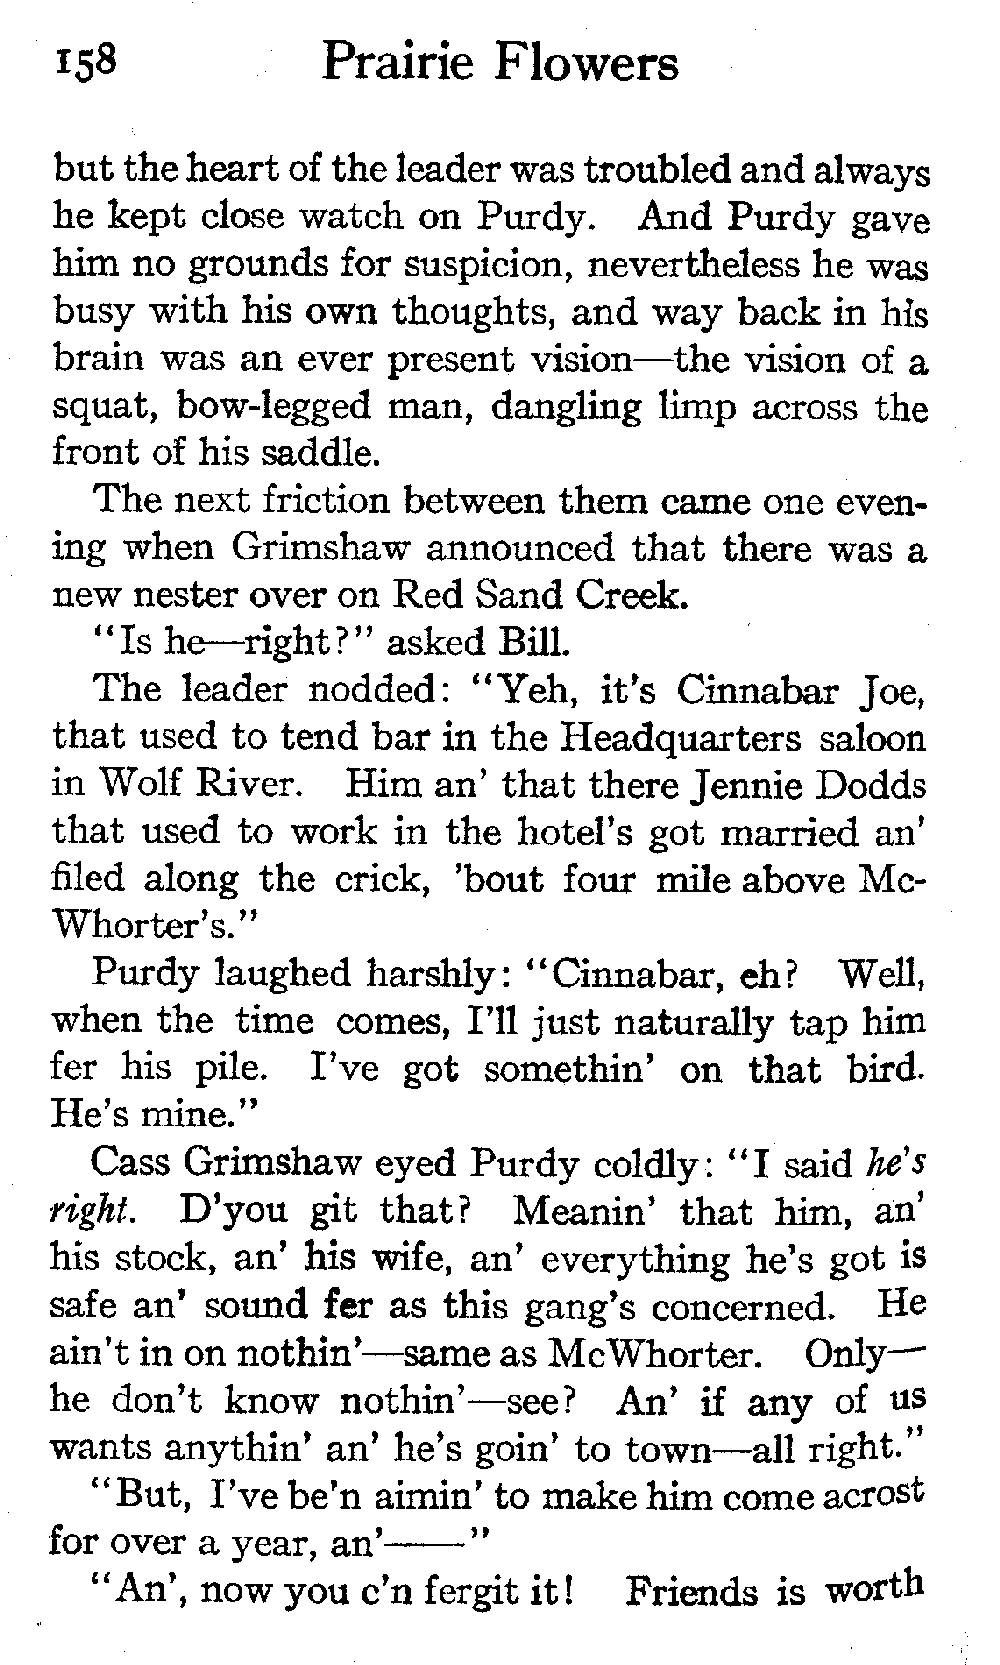 158 Prairie Flowers
but the heart of the leader was troubled and always
he kept close watch on Purdy. And Purdy gave
him no grounds for suspicion, nevertheless he was
busy with his own thoughts, and way back in his
brain was an ever present vision—the vision of a
squat, bow-legged man, dangling limp across the
front of his saddle.
The next friction between them came one even-
ing when Grimshaw announced that there was a
new nester over on Red Sand Creek.
"Is he—right?" asked Bill.
The leader nodded: "Yeh, it's Cinnabar Joe,
that used to tend bar in the Headquarters saloon
in Wolf River. Him an' that there Jennie Dodds
that used to work in the hotel's got married an'
filed along the crick, 'bout four mile above Mc-
Whorter's."
Purdy laughed harshly: "Cinnabar, eh? Well,
when the time comes, I'll just naturally tap him
fer his pile. I've got somethin' on that bird.
He's mine."
Cass Grimshaw eyed Purdy coldly: "I said he's
right. D'you git that? Meanin' that him, an'
his stock, an' his wife, an' everything he's got is
safe an' sound fer as this gang's concerned. He
ain't in on nothin'—same as McWhorter. Only—
he don't know nothin'—see? An' if any of us
wants anythin' an' he's goin' to town—all right."
"But, I've be'n aimin' to make him come acrost
for over a year, an'——"
"An', now you c'n fergit it! Friends is worth